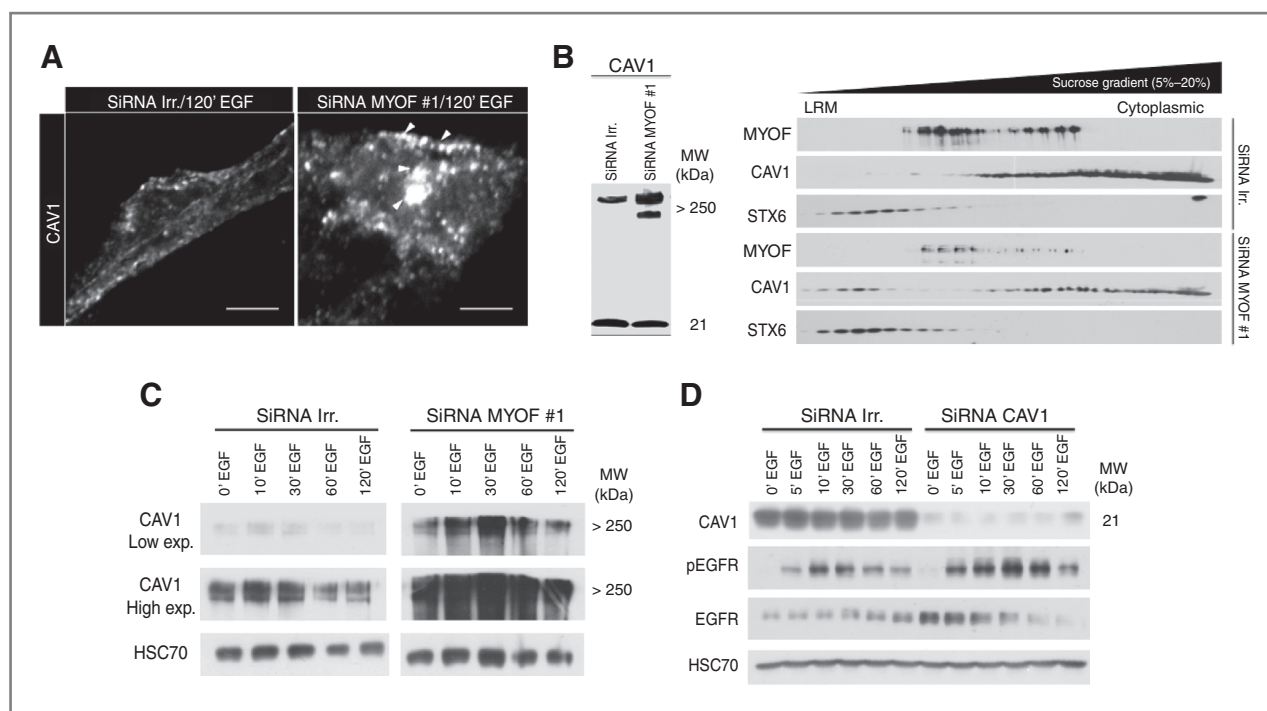 A
SiRNA Irr./120' EGF
SiRNA MYOF #1/120' EGF
CAV1
B
CAV1
SiRNA Irr.
SiRNA MYOF #1
MW
(kDa)
> 250
21
Sucrose gradient (5%–20%)
LRM
Cytoplasmic
MYOF
CAV1
STX6
MYOF
CAV1
STX6
SiRNA Irr.
SiRNA MYOF #1
C
SiRNA Irr.
SiRNA MYOF #1
0' EGF
10' EGF
30' EGF
60' EGF
120' EGF
0' EGF
10' EGF
30' EGF
60' EGF
120' EGF
MW
(kDa)
CAV1
Low exp.
> 250
CAV1
High exp.
> 250
HSC70
D
SiRNA Irr.
SiRNA CAV1
0' EGF
5' EGF
10' EGF
30' EGF
60' EGF
120' EGF
0' EGF
5' EGF
10' EGF
30' EGF
60' EGF
120' EGF
MW
(kDa)
CAV1
21
pEGFR
EGFR
HSC70